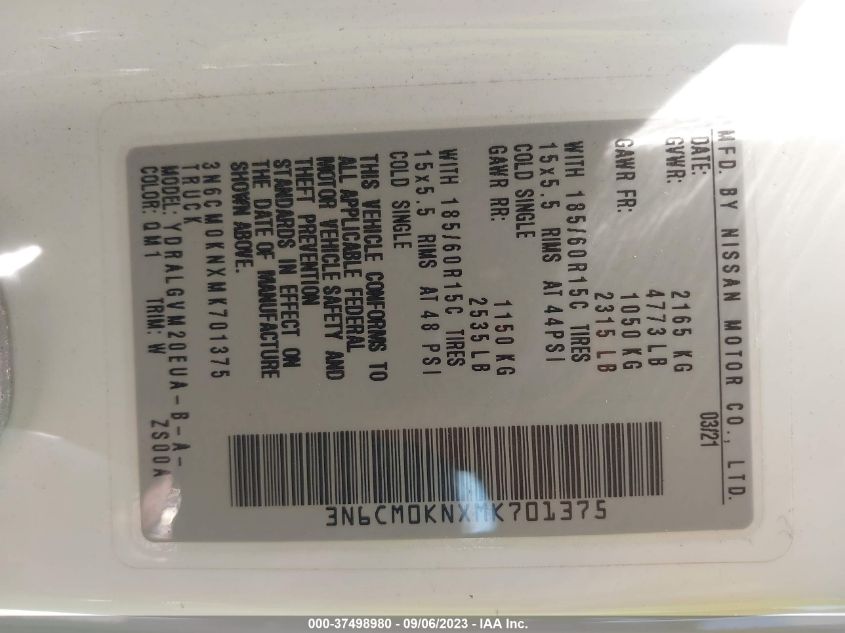 MFD. BY NISSAN MOTOR CO., LTD.
DATE: 03/21
GVWR: 2165 KG
4773 LB
GAWR FR: 1050 KG
2315 LB
WITH 185/60R15C TIRES
15x5.5 RIMS AT 44PSI
COLD SINGLE
GAWR RR: 1150 KG
2535 LB
WITH 185/60R15C TIRES
15x5.5 RIMS AT 48 PSI
COLD SINGLE
THIS VEHICLE CONFORMS TO
ALL APPLICABLE FEDERAL
MOTOR VEHICLE SAFETY AND
THEFT PREVENTION
STANDARDS IN EFFECT ON
THE DATE OF MANUFACTURE
SHOWN ABOVE.
3N6CM0KNXMK701375
TRUCK
MODEL: YDRALGVM20EUA-B-A-
ZS00A
COLOR: QM1 TRIM: W
3N6CM0KNXMK701375
000-37498980 - 09/06/2023 - IAA Inc.